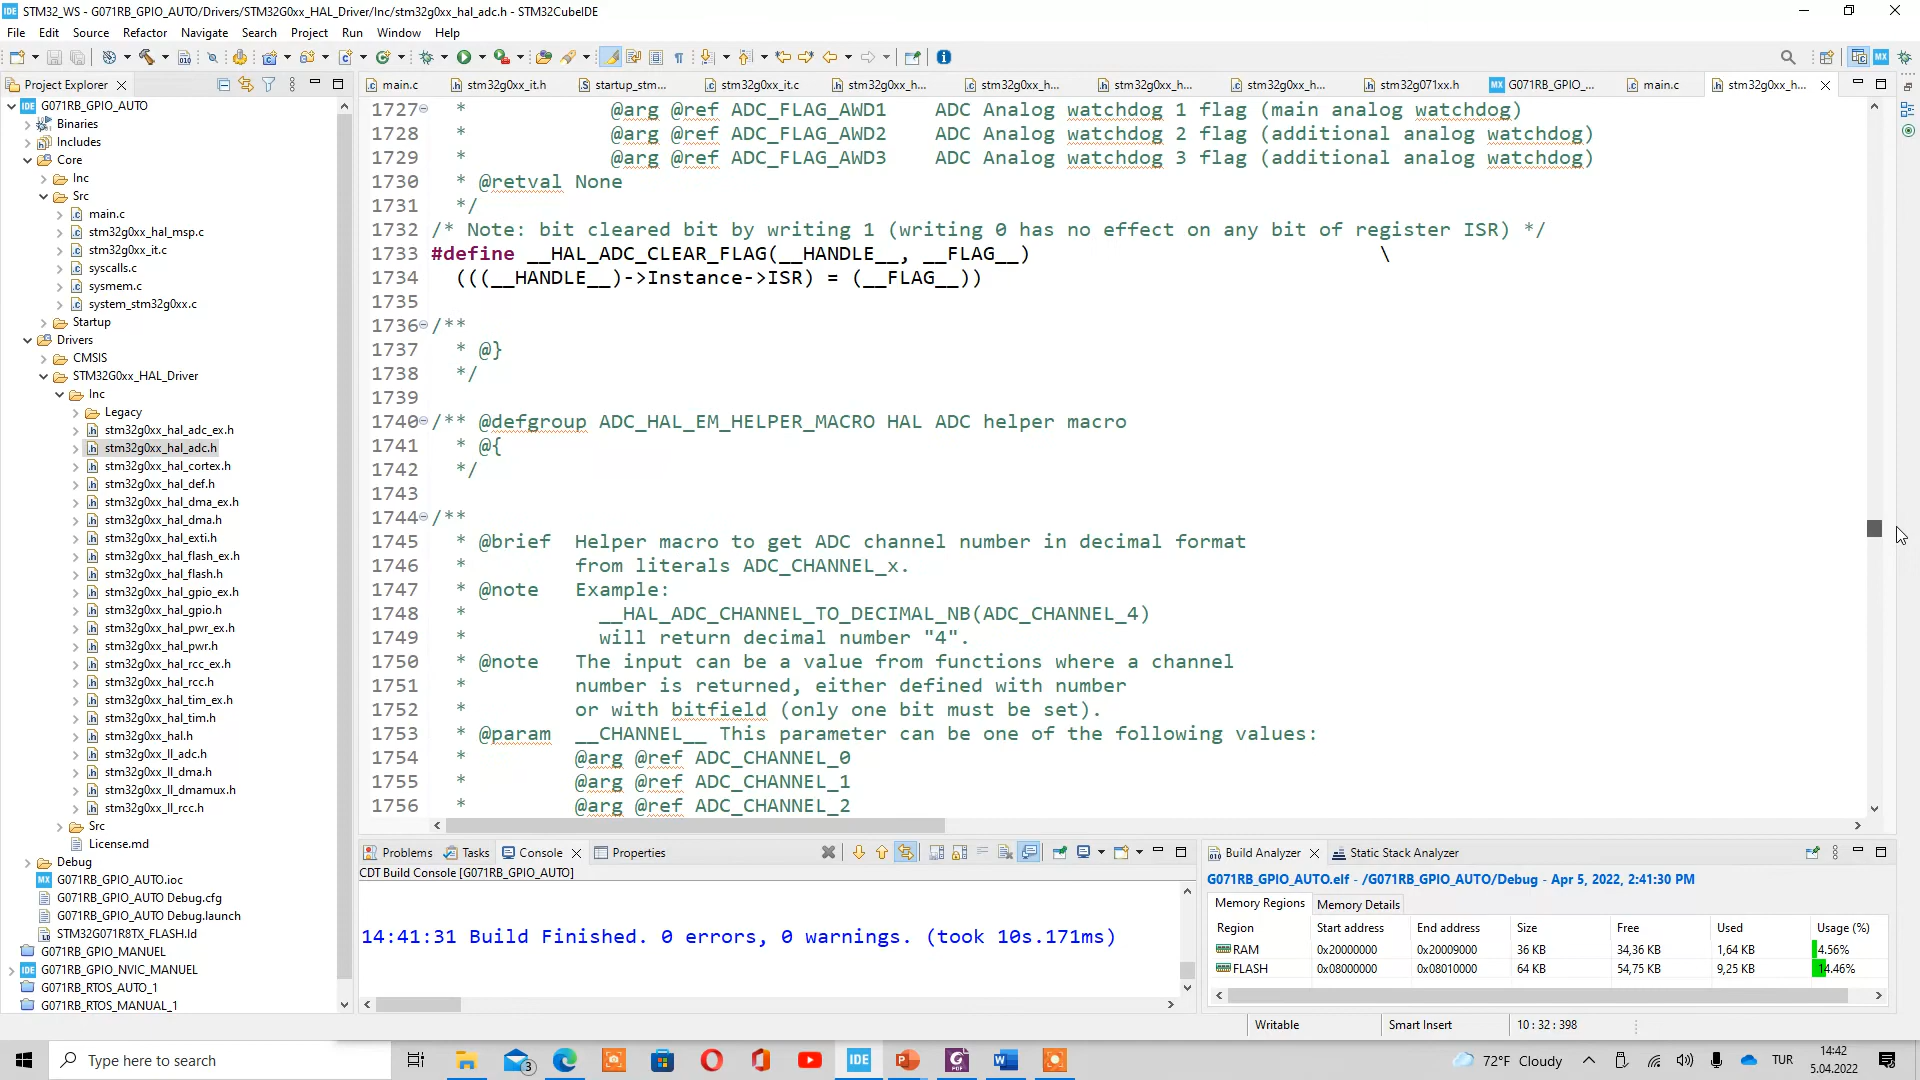 STM32_WS - G071RB_GPIO_AUTO/Drivers/STM32G0xx_HAL_Driver/Inc/stm32g0xx_hal_adc.h - STM32CubeIDE
File Edit Source Refactor Navigate Search Project Run Window Help
Project Explorer
main.c stm32g0xx_it.h startup_stm... stm32g0xx_it.c stm32g0xx_h... stm32g0xx_h... stm32g0xx_h... stm32g0xx_h... stm32g071xx.h G071RB_GPIO_... main.c stm32g0xx_h...
G071RB_GPIO_AUTO
Binaries
Includes
Core
Inc
Src
main.c
stm32g0xx_hal_msp.c
stm32g0xx_it.c
syscalls.c
sysmem.c
system_stm32g0xx.c
Startup
Drivers
CMSIS
STM32G0xx_HAL_Driver
Inc
Legacy
stm32g0xx_hal_adc_ex.h
stm32g0xx_hal_adc.h
stm32g0xx_hal_cortex.h
stm32g0xx_hal_def.h
stm32g0xx_hal_dma_ex.h
stm32g0xx_hal_dma.h
stm32g0xx_hal_exti.h
stm32g0xx_hal_flash_ex.h
stm32g0xx_hal_flash.h
stm32g0xx_hal_gpio_ex.h
stm32g0xx_hal_gpio.h
stm32g0xx_hal_pwr_ex.h
stm32g0xx_hal_pwr.h
stm32g0xx_hal_rcc_ex.h
stm32g0xx_hal_rcc.h
stm32g0xx_hal_tim_ex.h
stm32g0xx_hal_tim.h
stm32g0xx_hal.h
stm32g0xx_ll_adc.h
stm32g0xx_ll_dma.h
stm32g0xx_ll_dmamux.h
stm32g0xx_ll_rcc.h
Src
License.md
Debug
G071RB_GPIO_AUTO.ioc
G071RB_GPIO_AUTO Debug.cfg
G071RB_GPIO_AUTO Debug.launch
STM32G071R8TX_FLASH.ld
G071RB_GPIO_MANUEL
G071RB_GPIO_NVIC_MANUEL
G071RB_RTOS_AUTO_1
G071RB_RTOS_MANUAL_1
1727 * @arg @ref ADC_FLAG_AWD1 ADC Analog watchdog 1 flag (main analog watchdog)
1728 * @arg @ref ADC_FLAG_AWD2 ADC Analog watchdog 2 flag (additional analog watchdog)
1729 * @arg @ref ADC_FLAG_AWD3 ADC Analog watchdog 3 flag (additional analog watchdog)
1730 * @retval None
1731 */
1732 /* Note: bit cleared bit by writing 1 (writing 0 has no effect on any bit of register ISR) */
1733 #define __HAL_ADC_CLEAR_FLAG(__HANDLE__, __FLAG__) \
1734 (((__HANDLE__)->Instance->ISR) = (__FLAG__))
1735
1736 /**
1737 * @}
1738 */
1739
1740 /** @defgroup ADC_HAL_EM_HELPER_MACRO HAL ADC helper macro
1741 * @{
1742 */
1743
1744 /**
1745 * @brief Helper macro to get ADC channel number in decimal format
1746 * from literals ADC_CHANNEL_x.
1747 * @note Example:
1748 * __HAL_ADC_CHANNEL_TO_DECIMAL_NB(ADC_CHANNEL_4)
1749 * will return decimal number "4".
1750 * @note The input can be a value from functions where a channel
1751 * number is returned, either defined with number
1752 * or with bitfield (only one bit must be set).
1753 * @param __CHANNEL__ This parameter can be one of the following values:
1754 * @arg @ref ADC_CHANNEL_0
1755 * @arg @ref ADC_CHANNEL_1
1756 * @arg @ref ADC_CHANNEL_2
Problems Tasks Console Properties
CDT Build Console [G071RB_GPIO_AUTO]
14:41:31 Build Finished. 0 errors, 0 warnings. (took 10s.171ms)
Build Analyzer Static Stack Analyzer
G071RB_GPIO_AUTO.elf - /G071RB_GPIO_AUTO/Debug - Apr 5, 2022, 2:41:30 PM
Memory Regions Memory Details
Region Start address End address Size Free Used Usage (%)
RAM 0x20000000 0x20009000 36 KB 34,36 KB 1,64 KB 4.56%
FLASH 0x08000000 0x08010000 64 KB 54,75 KB 9,25 KB 14.46%
Writable Smart Insert 10 : 32 : 398
Type here to search
3
IDE
72°F Cloudy
TUR
14:42
5.04.2022